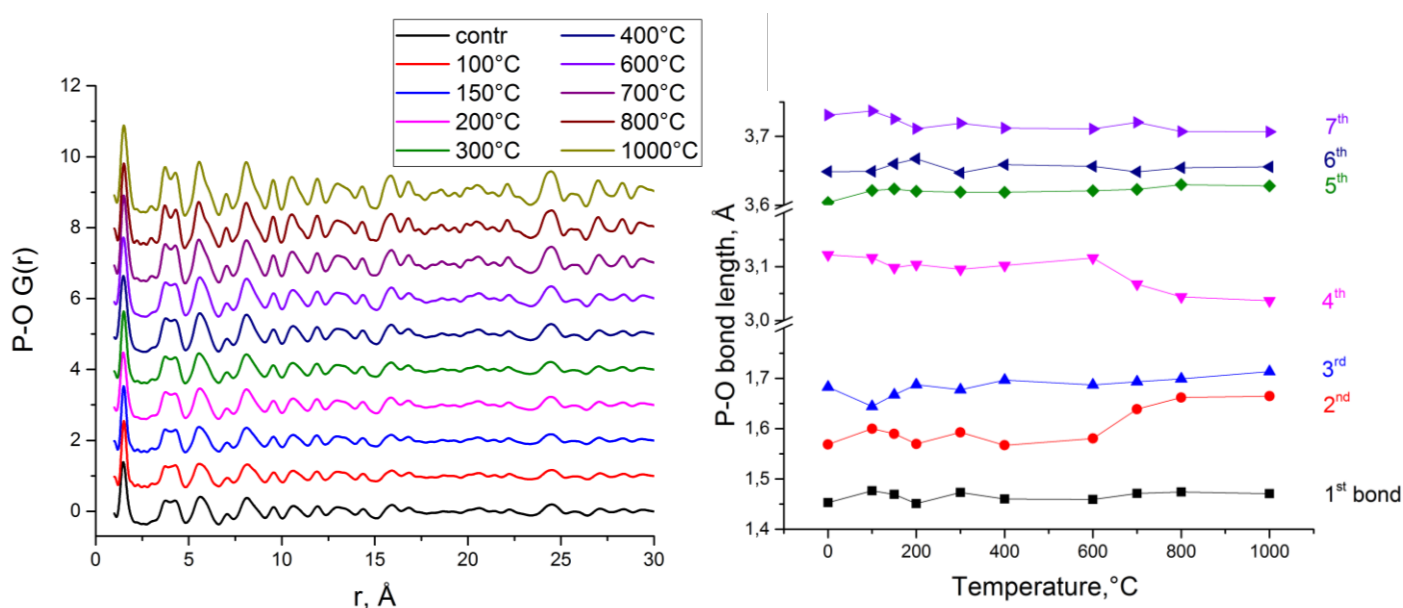 contr
100°C
150°C
200°C
300°C
400°C
600°C
700°C
800°C
1000°C
P-O G(r)
12
10
8
6
4
2
0
0
5
10
15
20
25
30
r, Å
P-O bond length, Å
3,7
3,6
3,1
3,0
1,7
1,6
1,5
1,4
0
200
400
600
800
1000
Temperature,°C
7th
6th
5th
4th
3rd
2nd
1st bond